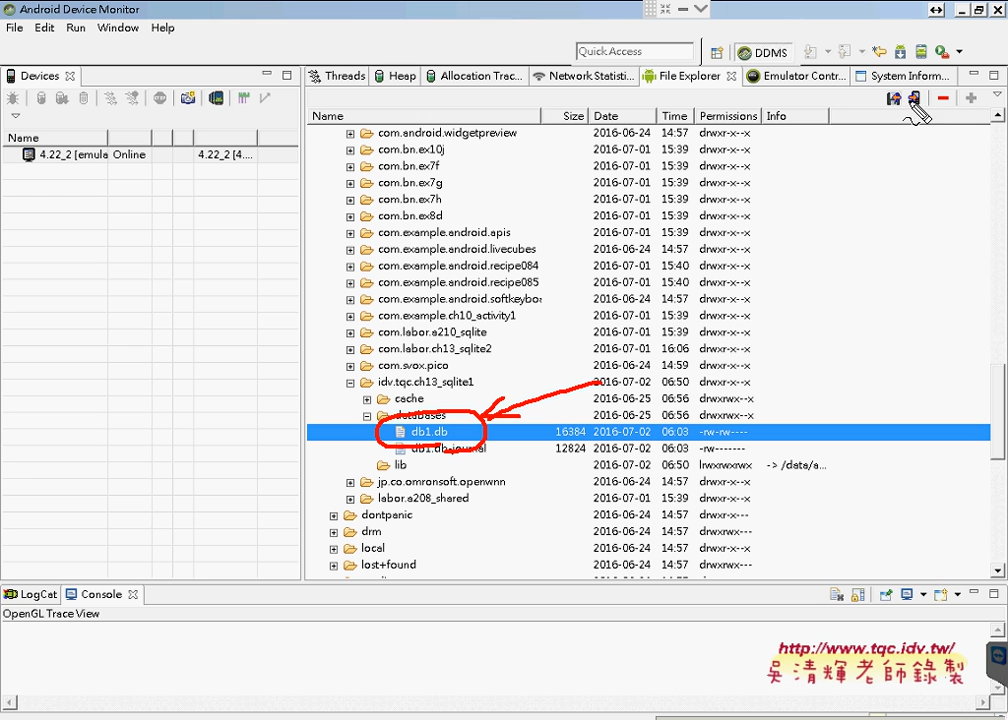 Android Device Monitor
File Edit Run Window Help
Quick Access DDMS
Devices
Threads Heap Allocation Trac... Network Statisti... File Explorer Emulator Contr... System Inform...
Name
4.22_2 [emula Online 4.22_2 [4....
Name Size Date Time Permissions Info
com.android.widgetpreview 2016-06-24 14:57 drwxr-x--x
com.bn.ex10j 2016-07-01 15:39 drwxr-x--x
com.bn.ex7f 2016-07-01 15:39 drwxr-x--x
com.bn.ex7g 2016-07-01 15:39 drwxr-x--x
com.bn.ex7h 2016-07-01 15:39 drwxr-x--x
com.bn.ex8d 2016-07-01 15:39 drwxr-x--x
com.example.android.apis 2016-07-01 15:39 drwxr-x--x
com.example.android.livecubes 2016-06-24 14:57 drwxr-x--x
com.example.android.recipe084 2016-07-01 15:40 drwxr-x--x
com.example.android.recipe085 2016-07-01 15:40 drwxr-x--x
com.example.android.softkeyboa 2016-06-24 14:57 drwxr-x--x
com.example.ch10_activity1 2016-07-01 15:39 drwxr-x--x
com.labor.a210_sqlite 2016-07-01 15:39 drwxr-x--x
com.labor.ch13_sqlite2 2016-07-01 16:06 drwxr-x--x
com.svox.pico 2016-06-24 14:59 drwxr-x--x
idv.tqc.ch13_sqlite1 2016-07-02 06:50 drwxr-x--x
cache 2016-06-25 06:56 drwxrwx--x
databases 2016-06-25 06:56 drwxrwx--x
db1.db 16384 2016-07-02 06:03 -rw-rw----
db1.db-journal 12824 2016-07-02 06:03 -rw-------
lib 2016-07-02 06:50 lrwxrwxrwx -> /data/a...
jp.co.omronsoft.openwnn 2016-06-24 14:57 drwxr-x--x
labor.a208_shared 2016-07-01 15:39 drwxr-x--x
dontpanic 2016-06-24 14:57 drwxr-x---
drm 2016-06-24 14:57 drwxrwx---
local 2016-06-24 14:57 drwxr-x--x
lost+found 2016-06-24 14:57 drwxrwx---
LogCat Console
OpenGL Trace View
http://www.tqc.idv.tw/
吳清輝老師錄製